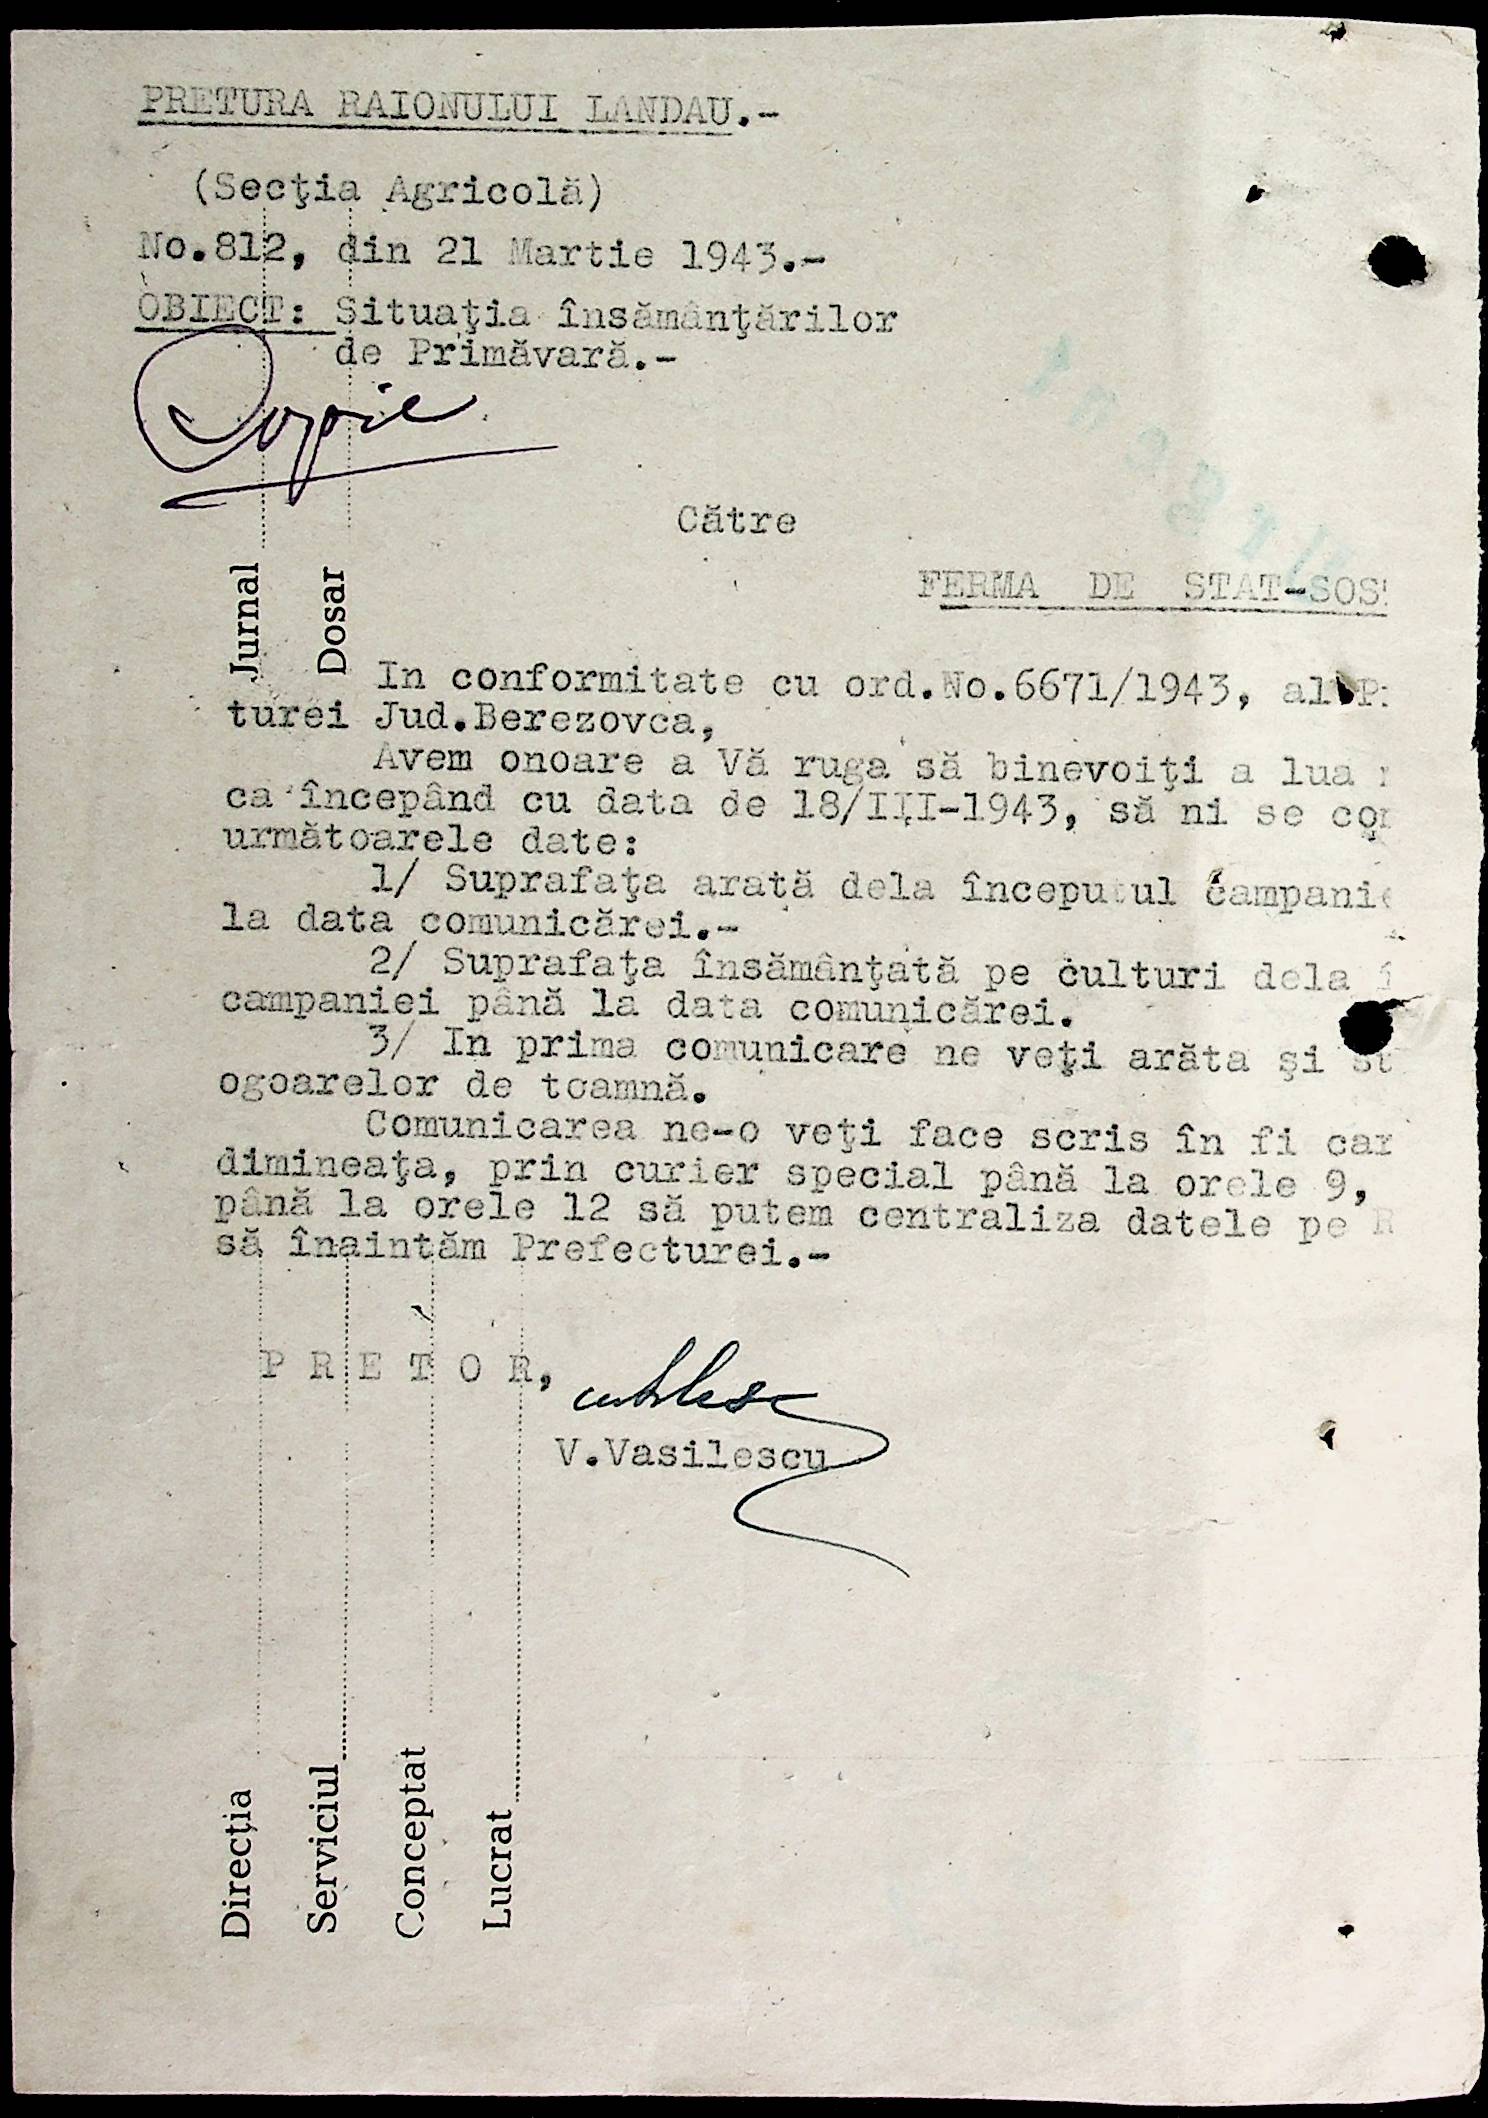 PRETURA RAIONULUI LANDAU.-
(Secţia Agricolă)
No.812, din 21 Martie 1943.-
OBIECT: Situaţia însămânţărilor
de Primăvară.-
Copie
Către
FERMA DE STAT-SOS
Jurnal
Dosar
In conformitate cu ord.No.6671/1943, al P
turei Jud.Berezovca,
Avem onoare a Vă ruga să binevoiţi a lua
ca începând cu data de 18/III-1943, să ni se co
următoarele date:
1/ Suprafaţa arată dela începutul campanie
la data comunicărei.-
2/ Suprafaţa însămânţată pe culturi dela î
campaniei până la data comunicărei.
3/ In prima comunicare ne veţi arăta şi st
ogoarelor de toamnă.
Comunicarea ne-o veţi face scris în fi car
dimineaţa, prin curier special până la orele 9,
până la orele 12 să putem centraliza datele pe R
să înaintăm Prefecturei.-
P R E T O R,
V.Vasilescu
Direcţia
Serviciul
Conceptat
Lucrat